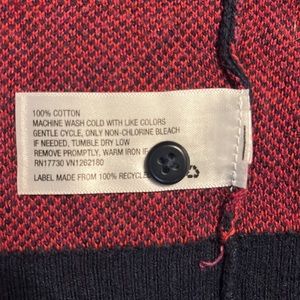 100% COTTON
MACHINE WASH COLD WITH LIKE COLORS
GENTLE CYCLE, ONLY NON-CHLORINE BLEACH
IF NEEDED, TUMBLE DRY LOW
REMOVE PROMPTLY, WARM IRON IF
RN17730 VN1262180
LABEL MADE FROM 100% RECYCLED